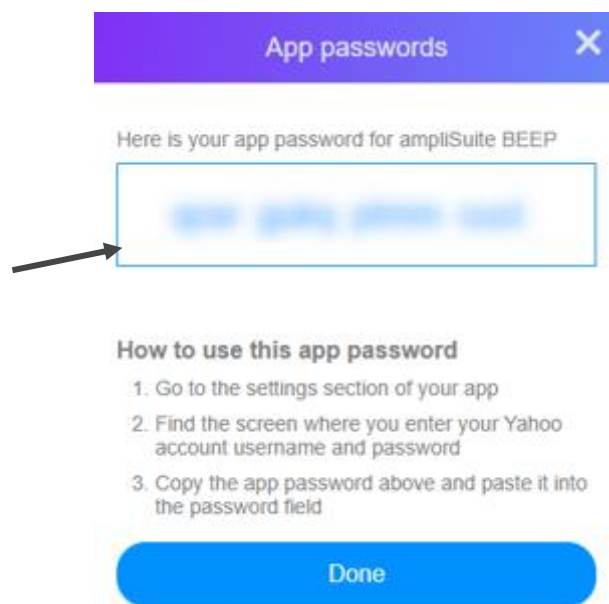 App passwords
Here is your app password for ampliSuite BEEP
How to use this app password
1. Go to the settings section of your app
2. Find the screen where you enter your Yahoo
account username and password
3. Copy the app password above and paste it into
the password field
Done